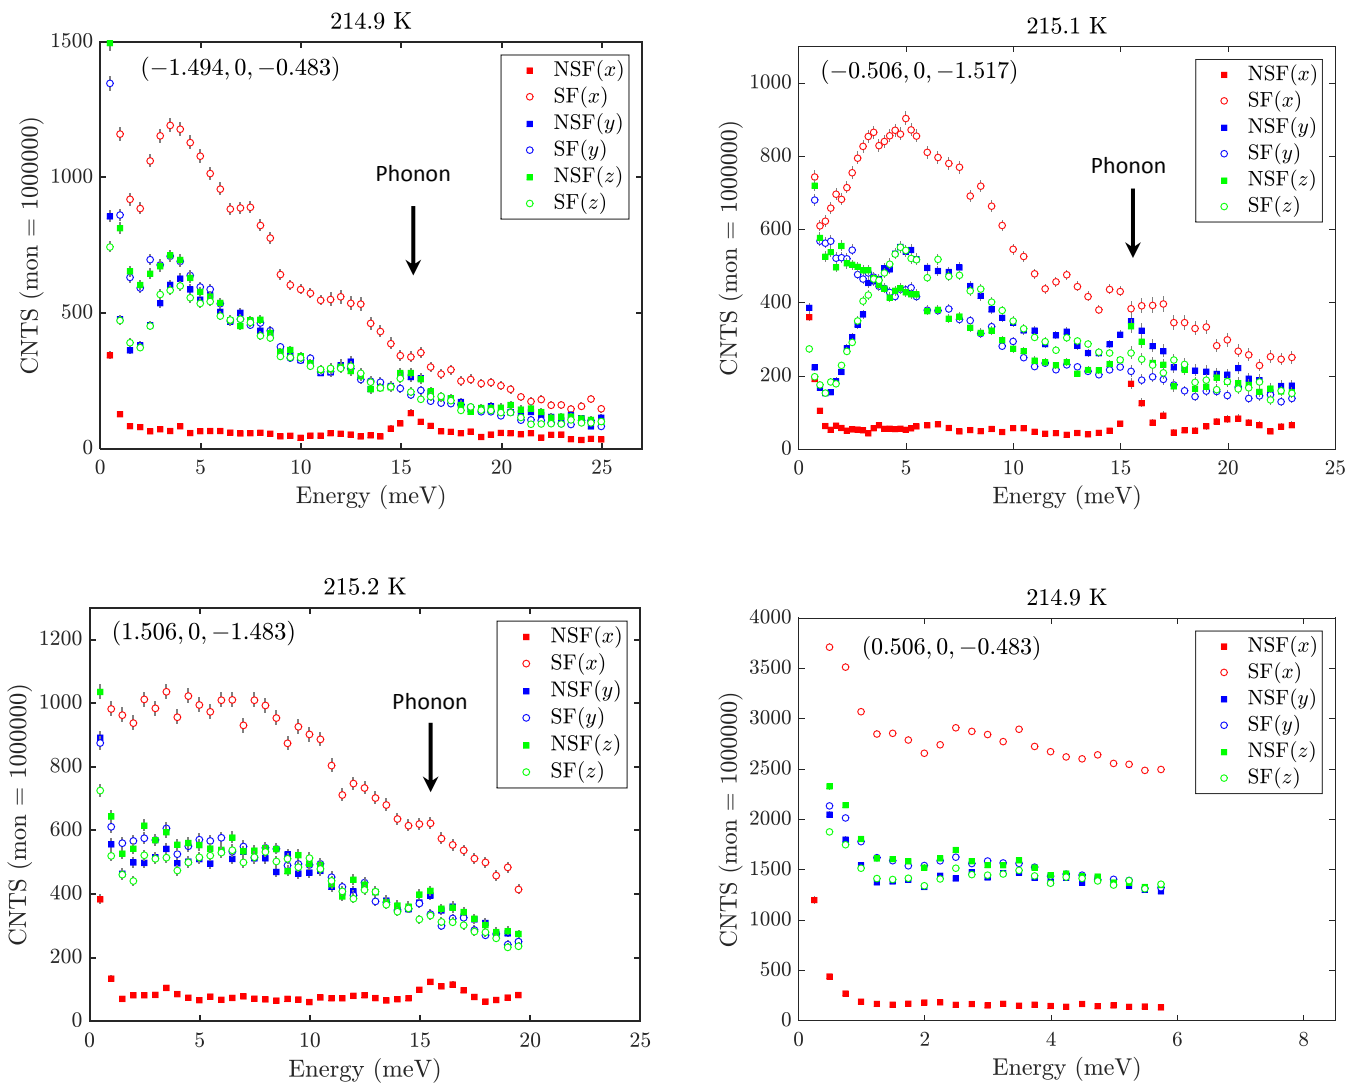 214.9 K
(−1.494, 0, −0.483)
NSF(x)
SF(x)
NSF(y)
SF(y)
NSF(z)
SF(z)
Phonon
CNTS (mon = 1000000)
1500
1000
500
0
0 5 10 15 20 25
Energy (meV)
215.1 K
(−0.506, 0, −1.517)
NSF(x)
SF(x)
NSF(y)
SF(y)
NSF(z)
SF(z)
Phonon
CNTS (mon = 1000000)
1000
800
600
400
200
0
0 5 10 15 20 25
Energy (meV)
215.2 K
(1.506, 0, −1.483)
NSF(x)
SF(x)
NSF(y)
SF(y)
NSF(z)
SF(z)
Phonon
CNTS (mon = 1000000)
1200
1000
800
600
400
200
0
0 5 10 15 20 25
Energy (meV)
214.9 K
(0.506, 0, −0.483)
NSF(x)
SF(x)
NSF(y)
SF(y)
NSF(z)
SF(z)
CNTS (mon = 1000000)
4000
3500
3000
2500
2000
1500
1000
500
0
0 2 4 6 8
Energy (meV)